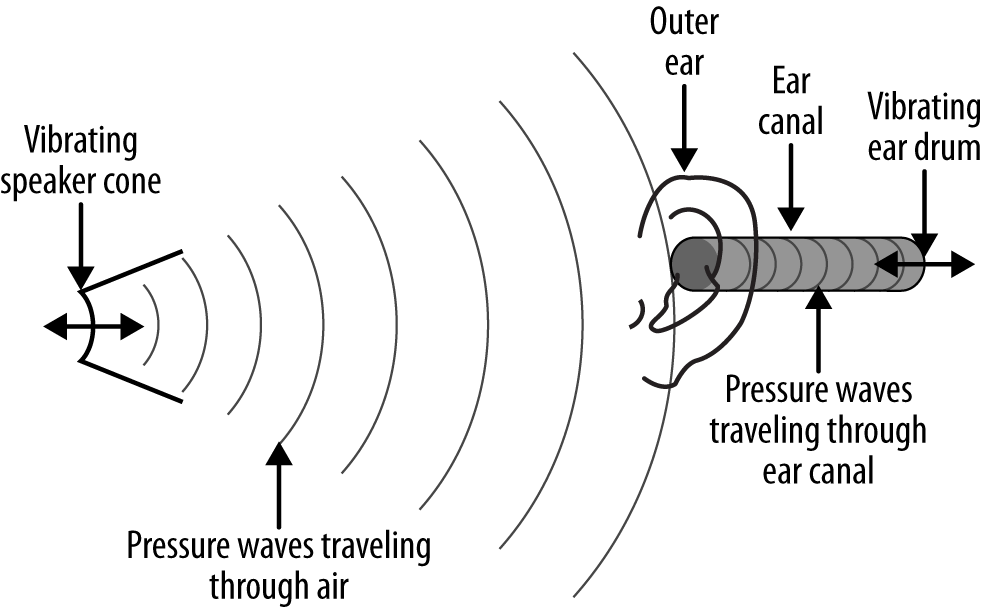 Outer
ear
Ear
canal
Vibrating
ear drum
Vibrating
speaker cone
Pressure waves
traveling through
ear canal
Pressure waves traveling
through air